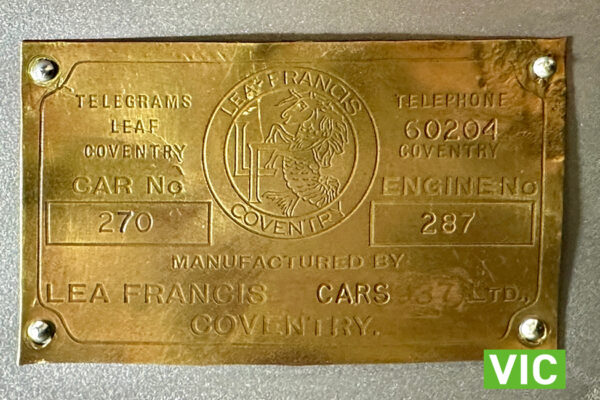 TELEGRAMS
LEAF
COVENTRY
LEA FRANCIS
LF
COVENTRY
TELEPHONE
60204
COVENTRY
CAR No
270
ENGINE No
287
MANUFACTURED BY
LEA FRANCIS CARS LTD.,
COVENTRY.
VIC